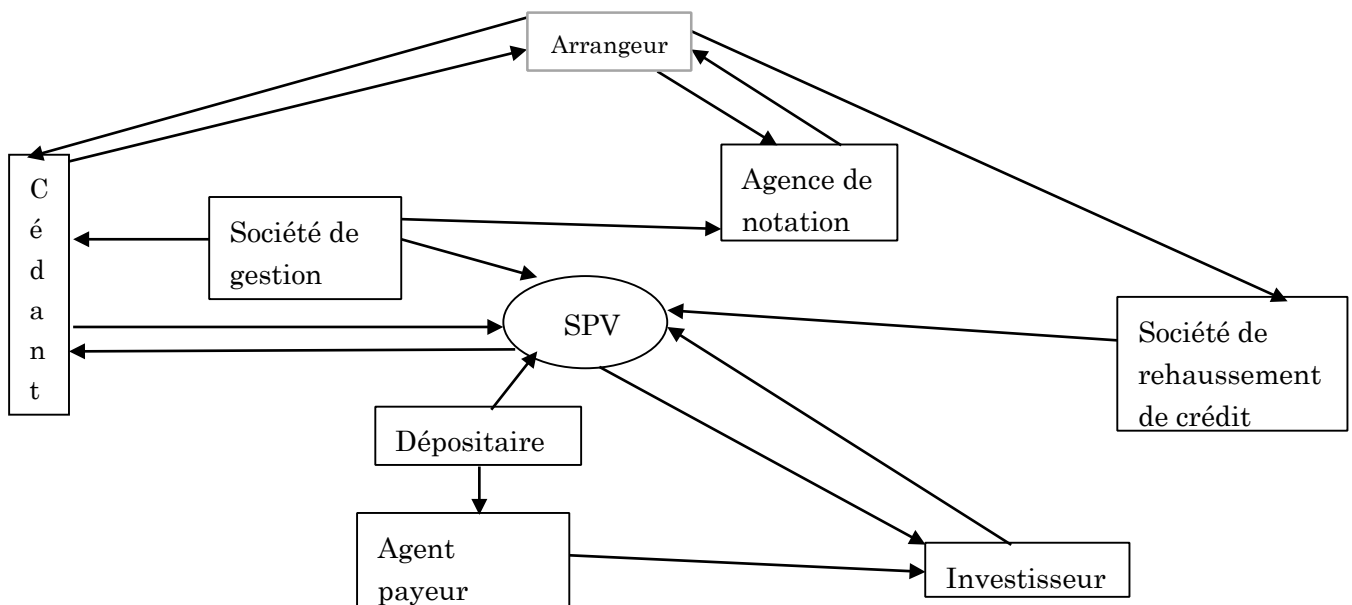 Arrangeur
Agence de
notation
C
é
d
a
n
t
Société de
gestion
SPV
Société de
rehaussement
de crédit
Dépositaire
Agent
payeur
Investisseur